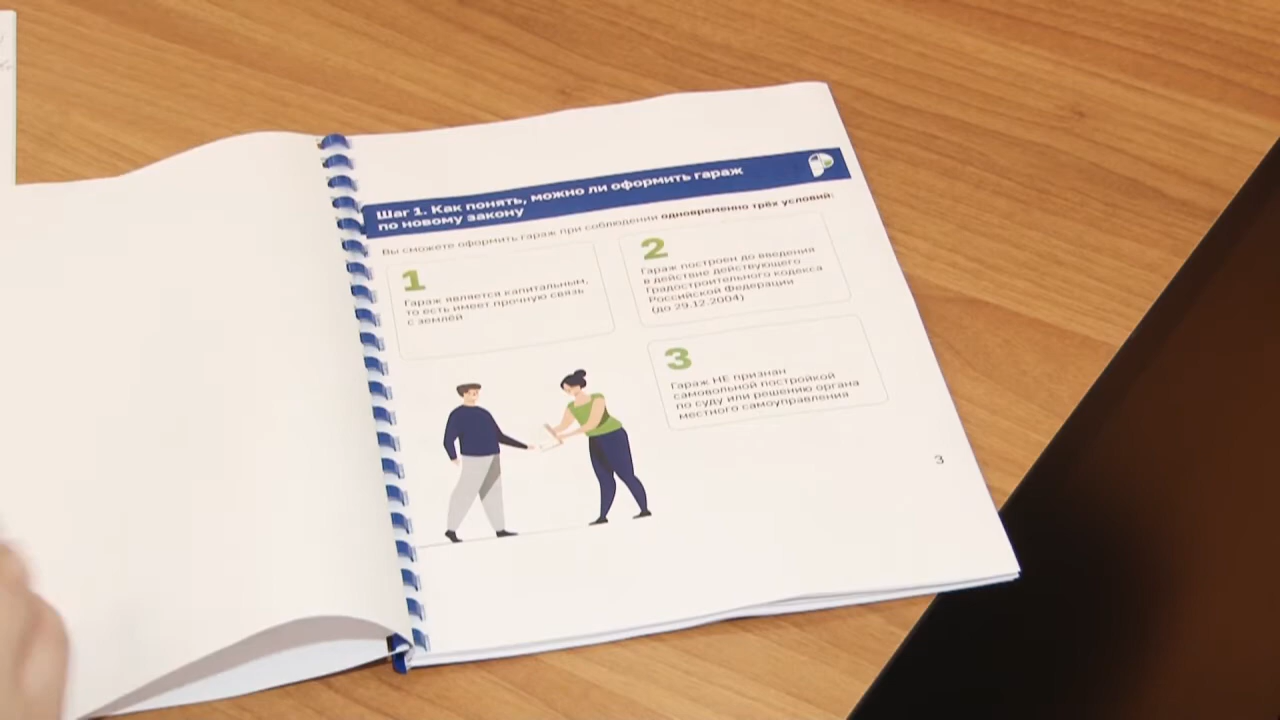 Шаг 1. Как понять, можно ли оформить гараж
по новому закону
Вы сможете оформить гараж при соблюдении одновременно трёх условий:
1
Гараж является капитальным,
то есть имеет прочную связь
с землёй
2
Гараж построен до введения
в действие действующего
Градостроительного кодекса
Российской Федерации
(до 29.12.2004)
3
Гараж НЕ признан
самовольной постройкой
по суду или решению органа
местного самоуправления
3